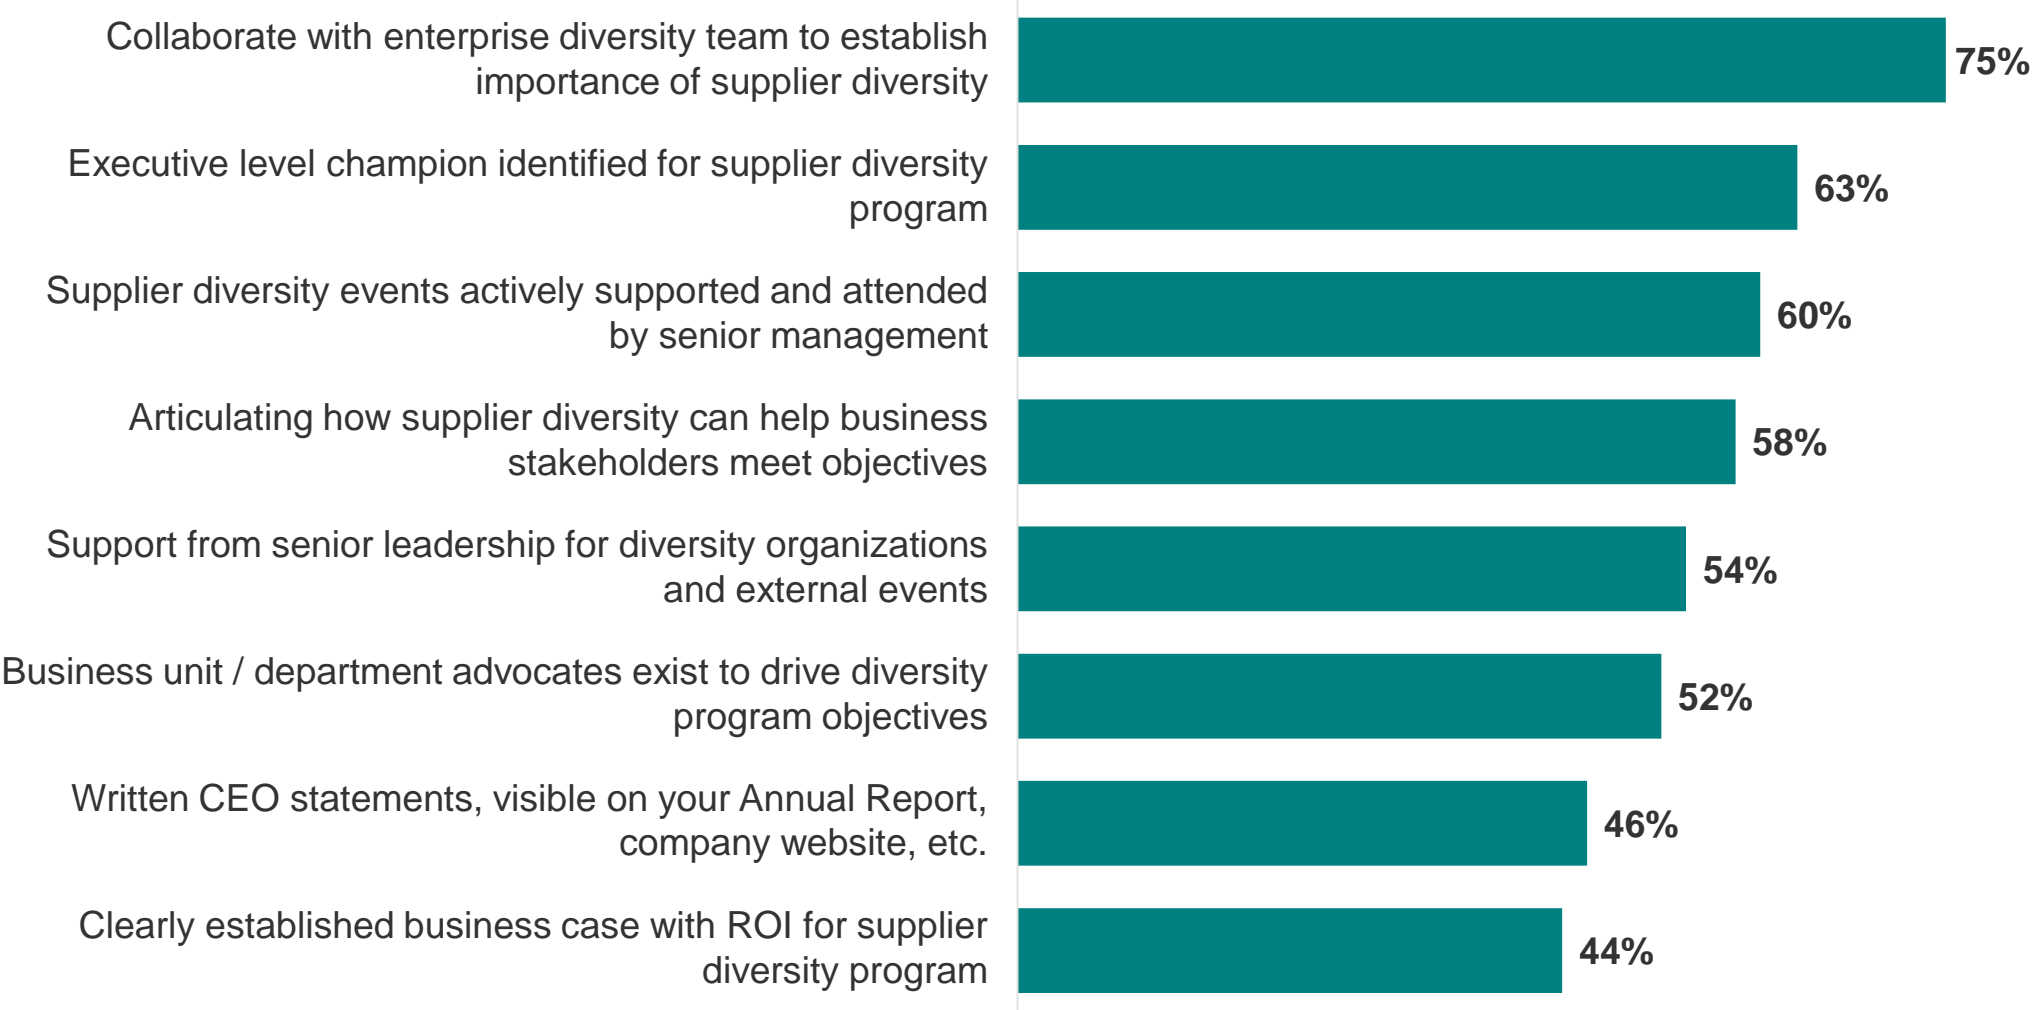 Collaborate with enterprise diversity team to establish
importance of supplier diversity
75%
Executive level champion identified for supplier diversity
program
63%
Supplier diversity events actively supported and attended
by senior management
60%
Articulating how supplier diversity can help business
stakeholders meet objectives
58%
Support from senior leadership for diversity organizations
and external events
54%
Business unit / department advocates exist to drive diversity
program objectives
52%
Written CEO statements, visible on your Annual Report,
company website, etc.
46%
Clearly established business case with ROI for supplier
diversity program
44%